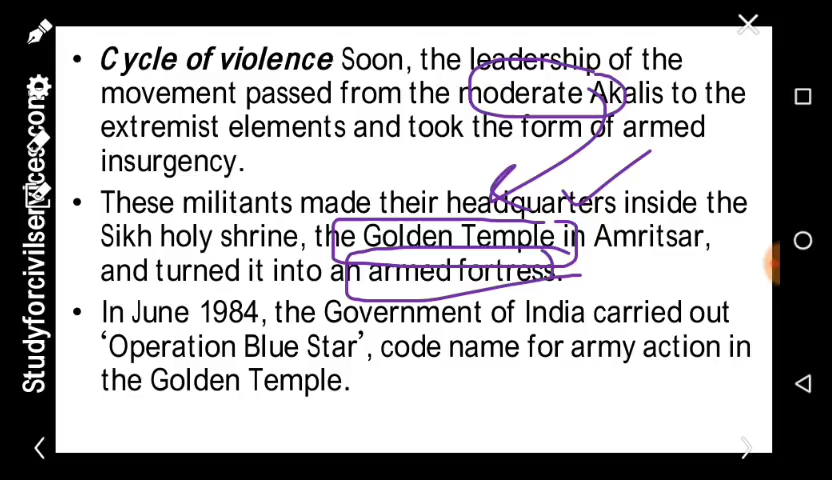 • Cycle of violence Soon, the leadership of the
movement passed from the moderate Akalis to the
extremist elements and took the form of armed
insurgency.
• These militants made their headquarters inside the
Sikh holy shrine, the Golden Temple in Amritsar,
and turned it into an armed fortress.
• In June 1984, the Government of India carried out
‘Operation Blue Star’, code name for army action in
the Golden Temple.
Studyforcivilservices.com